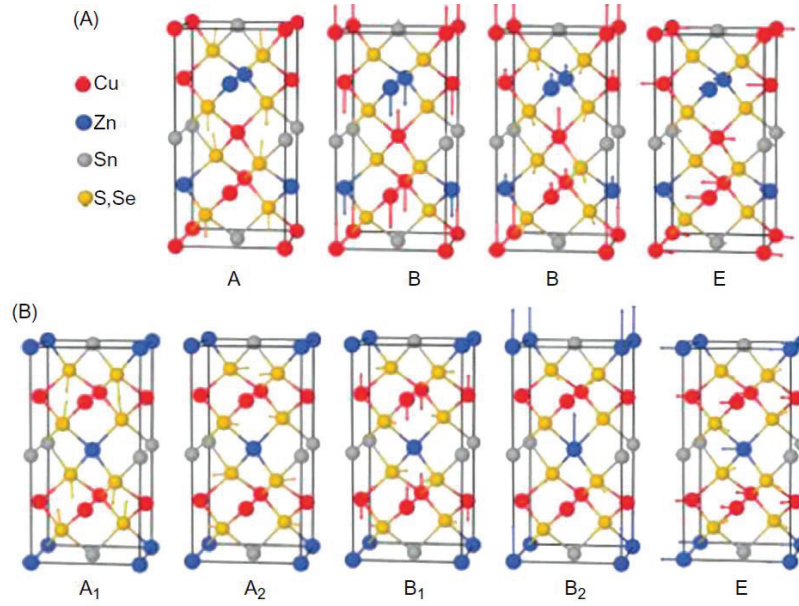 (A)
Cu
Zn
Sn
S,Se
A B B E
(B)
A₁ A₂ B₁ B₂ E